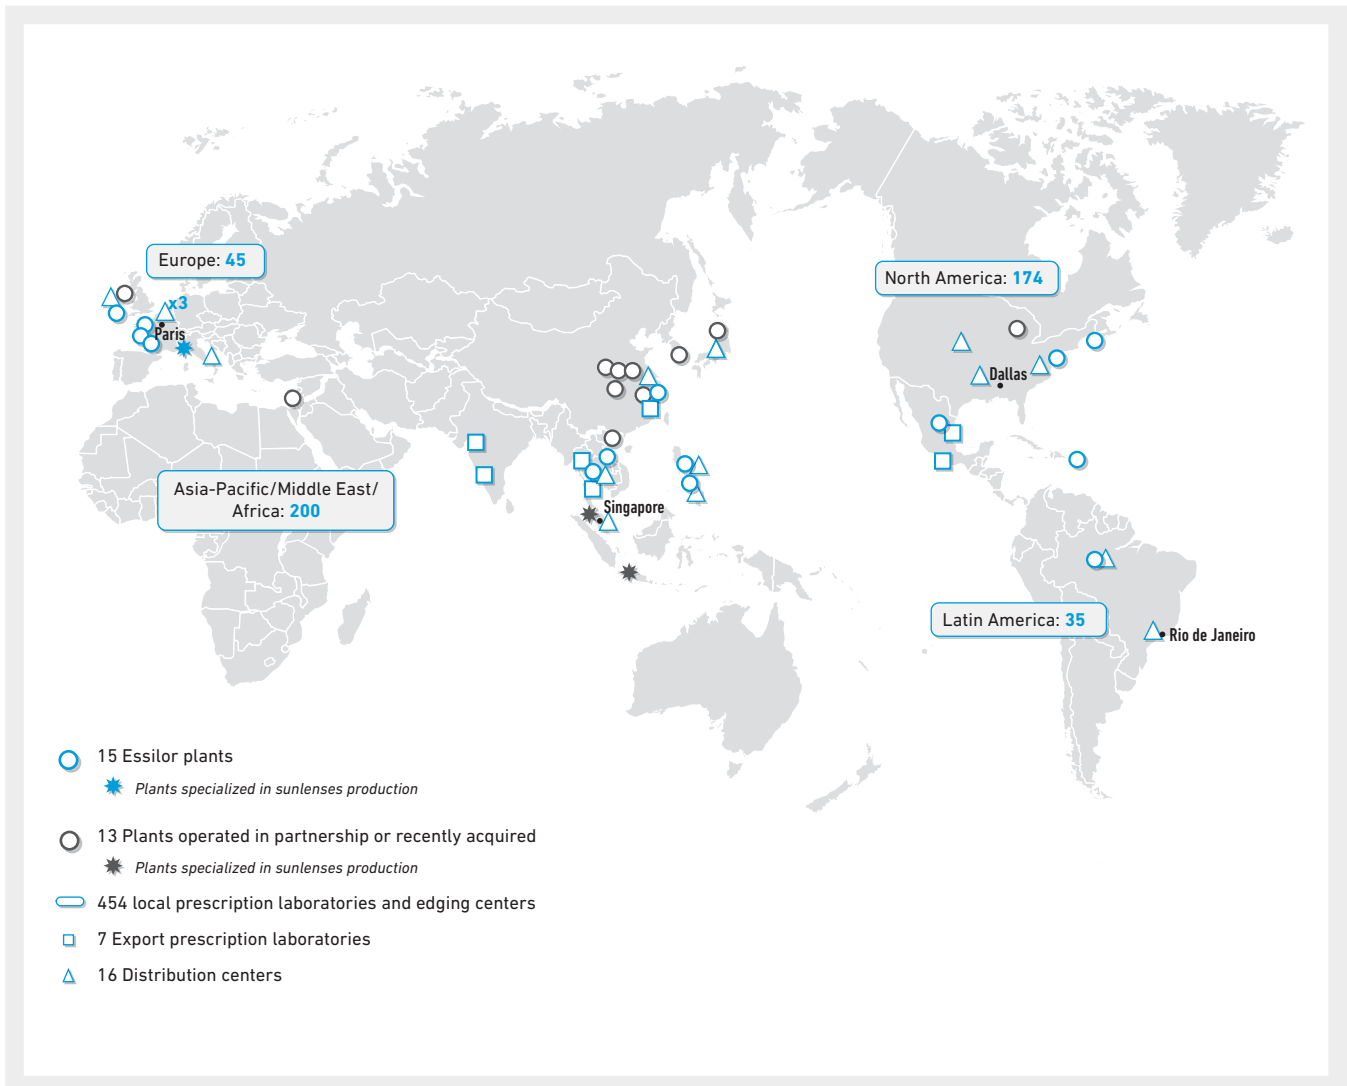 Europe: 45
North America: 174
x3
Paris
Dallas
Asia-Pacific/Middle East/
Africa: 200
Singapore
Latin America: 35
Rio de Janeiro
15 Essilor plants
Plants specialized in sunlenses production
13 Plants operated in partnership or recently acquired
Plants specialized in sunlenses production
454 local prescription laboratories and edging centers
7 Export prescription laboratories
16 Distribution centers